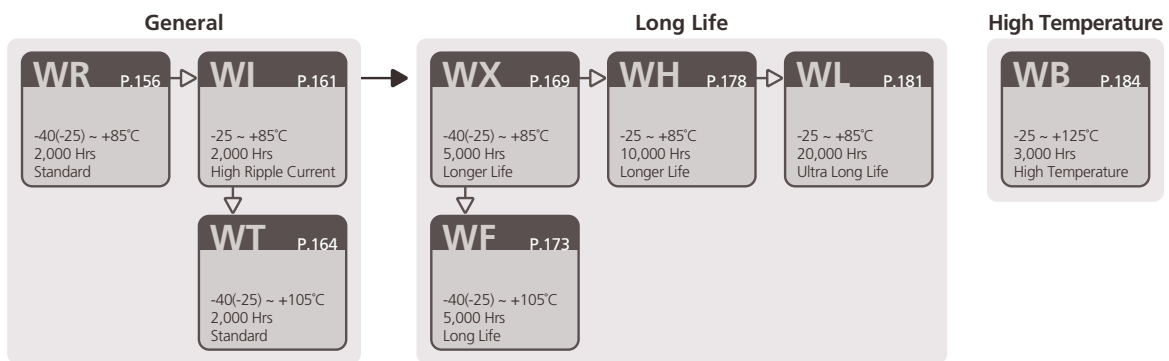 General
WR P.156
-40(-25) ~ +85℃
2,000 Hrs
Standard
WI P.161
-25 ~ +85℃
2,000 Hrs
High Ripple Current
WT P.164
-40(-25) ~ +105℃
2,000 Hrs
Standard
Long Life
WX P.169
-40(-25) ~ +85℃
5,000 Hrs
Longer Life
WH P.178
-25 ~ +85℃
10,000 Hrs
Longer Life
WL P.181
-25 ~ +85℃
20,000 Hrs
Ultra Long Life
WF P.173
-40(-25) ~ +105℃
5,000 Hrs
Long Life
High Temperature
WB P.184
-25 ~ +125℃
3,000 Hrs
High Temperature